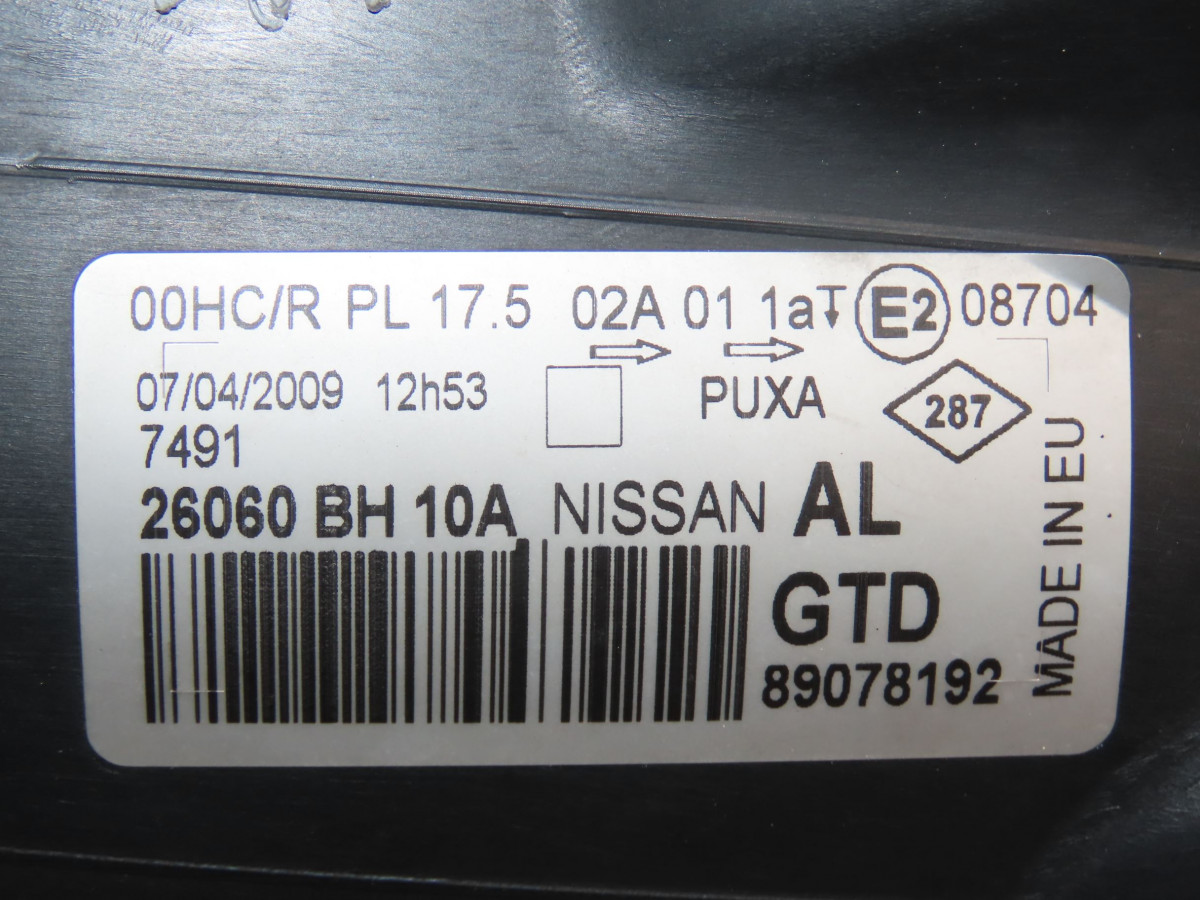 00HC/R PL 17.5 02A 01 1a E2 08704
07/04/2009 12h53 PUXA 287
7491
26060 BH 10A NISSAN AL
GTD
89078192
MADE IN EU